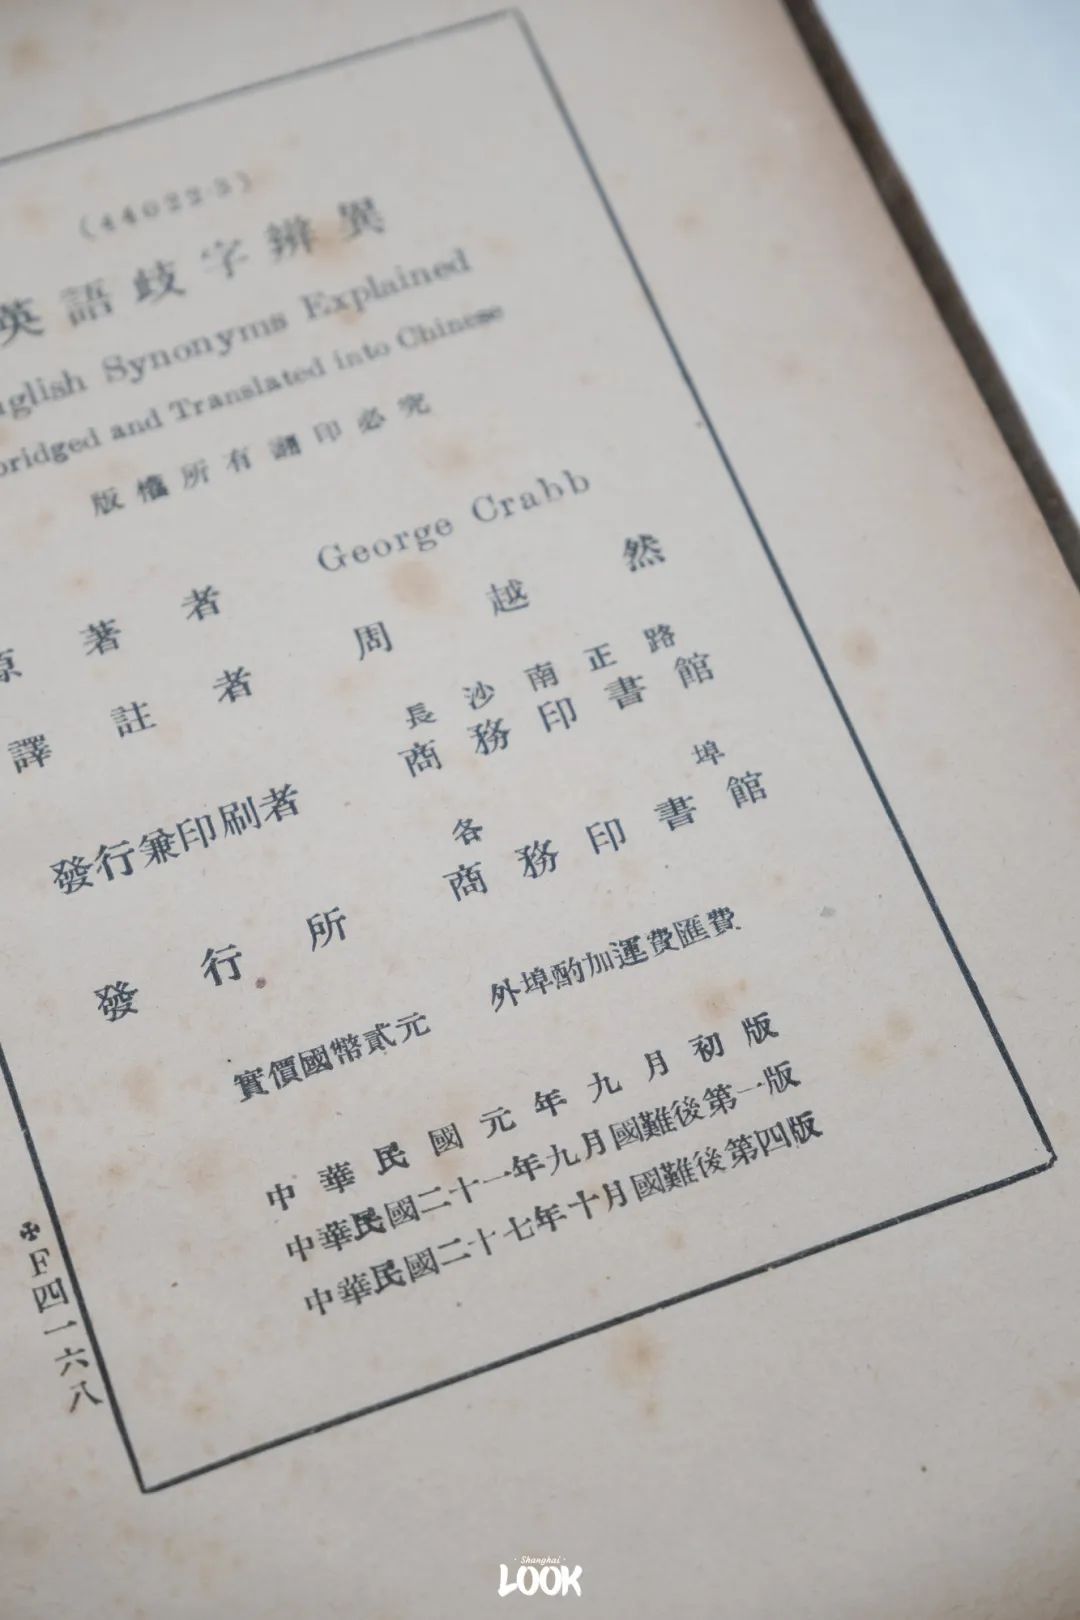 (44022·2)
英語歧字辨異
nglish Synonyms Explained
bridged and Translated into Chinese
版權所有翻印必究
原著者 George Crabb
譯註者 周越然
長沙南正路
發行兼印刷者 商務印書館
各埠
發行所 商務印書館
實價國幣貳元 外埠酌加運費匯費
中華民國元年九月初版
中華民國二十一年九月國難後第一版
中華民國二十七年十月國難後第四版
✠F四一六八
· Shanghai ·
LOOK